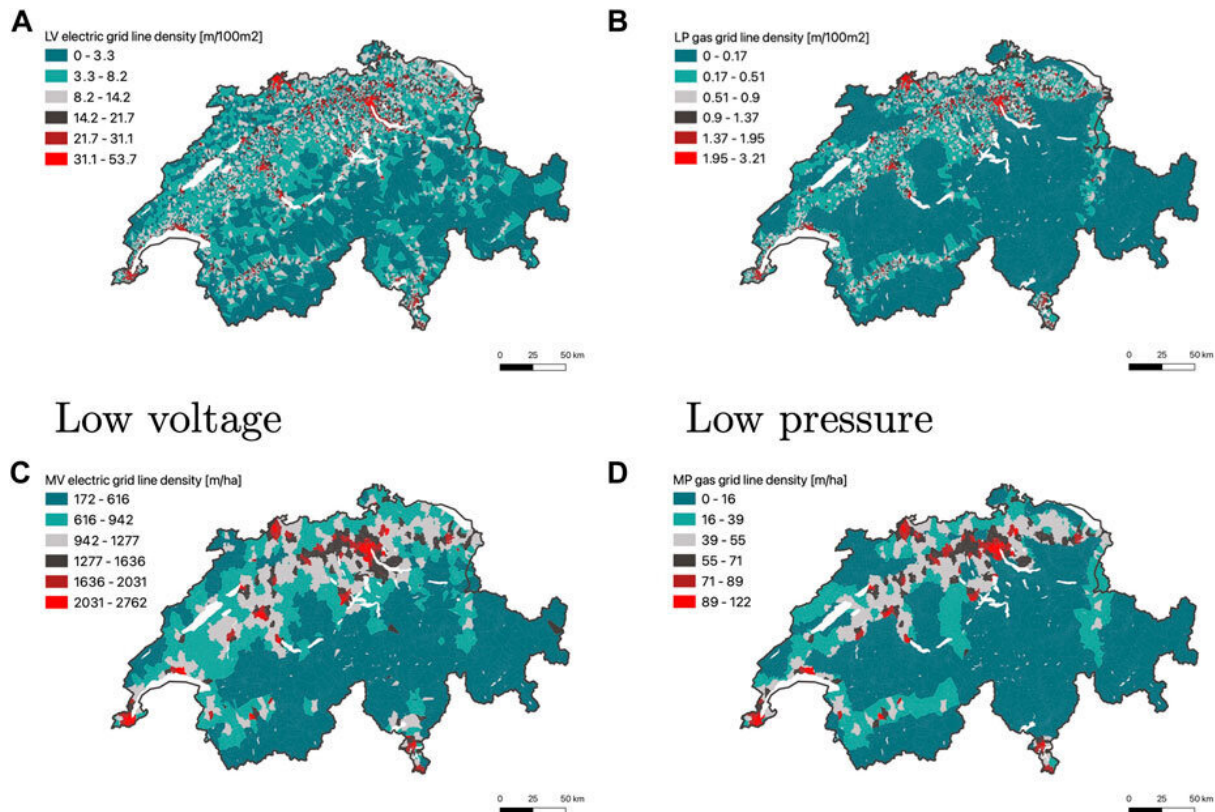 A
LV electric grid line density [m/100m2]
0 - 3.3
3.3 - 8.2
8.2 - 14.2
14.2 - 21.7
21.7 - 31.1
31.1 - 53.7
0 25 50 km
B
LP gas grid line density [m/100m2]
0 - 0.17
0.17 - 0.51
0.51 - 0.9
0.9 - 1.37
1.37 - 1.95
1.95 - 3.21
0 25 50 km
Low voltage
Low pressure
C
MV electric grid line density [m/ha]
172 - 616
616 - 942
942 - 1277
1277 - 1636
1636 - 2031
2031 - 2762
0 25 50 km
D
MP gas grid line density [m/ha]
0 - 16
16 - 39
39 - 55
55 - 71
71 - 89
89 - 122
0 25 50 km